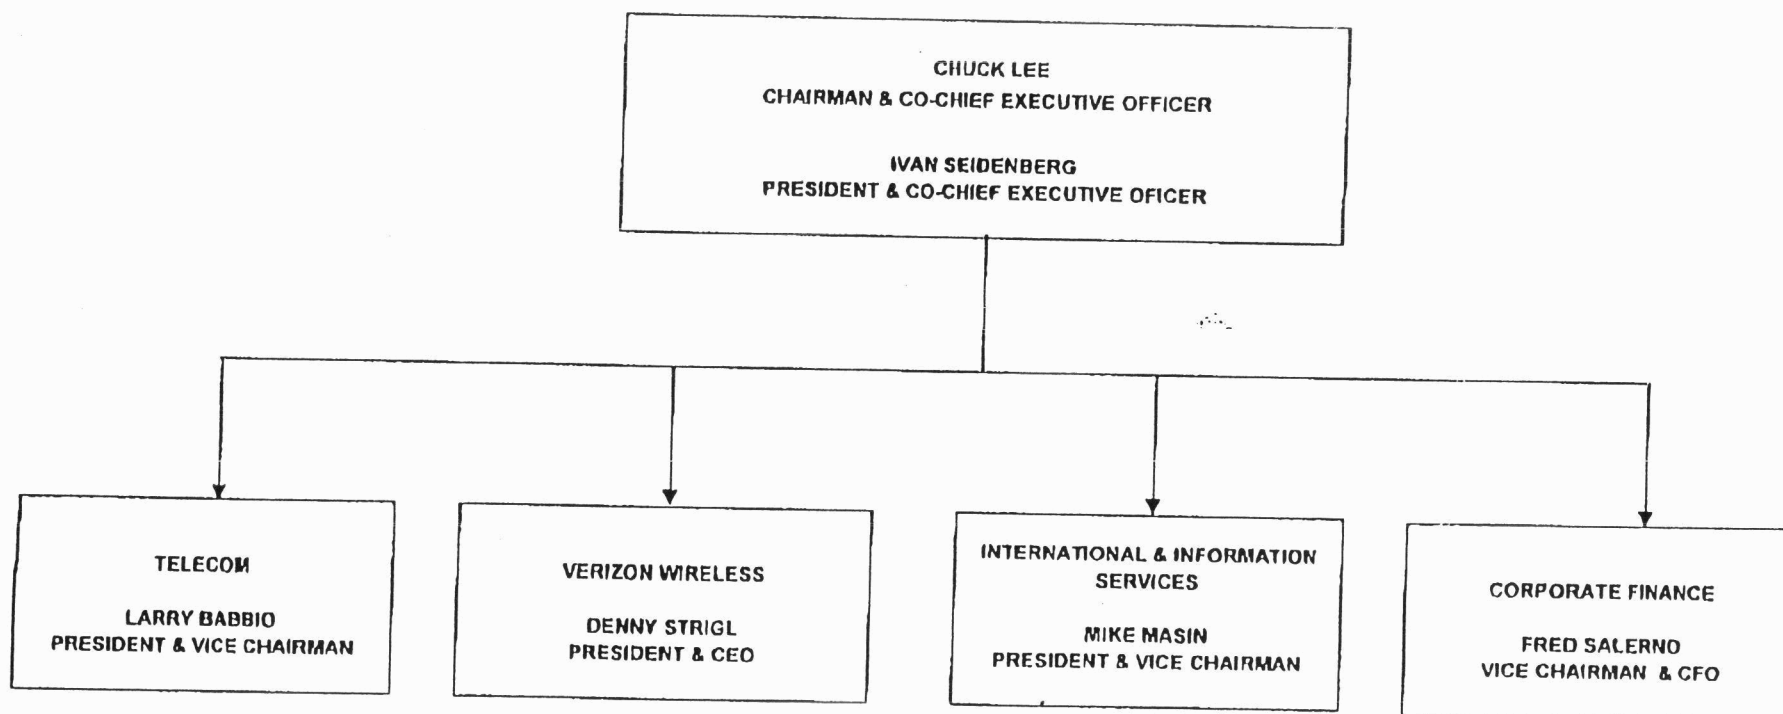 CHUCK LEE
CHAIRMAN & CO-CHIEF EXECUTIVE OFFICER
IVAN SEIDENBERG
PRESIDENT & CO-CHIEF EXECUTIVE OFICER
TELECOM
LARRY BABBIO
PRESIDENT & VICE CHAIRMAN
VERIZON WIRELESS
DENNY STRIGL
PRESIDENT & CEO
INTERNATIONAL & INFORMATION
SERVICES
MIKE MASIN
PRESIDENT & VICE CHAIRMAN
CORPORATE FINANCE
FRED SALERNO
VICE CHAIRMAN & CFO